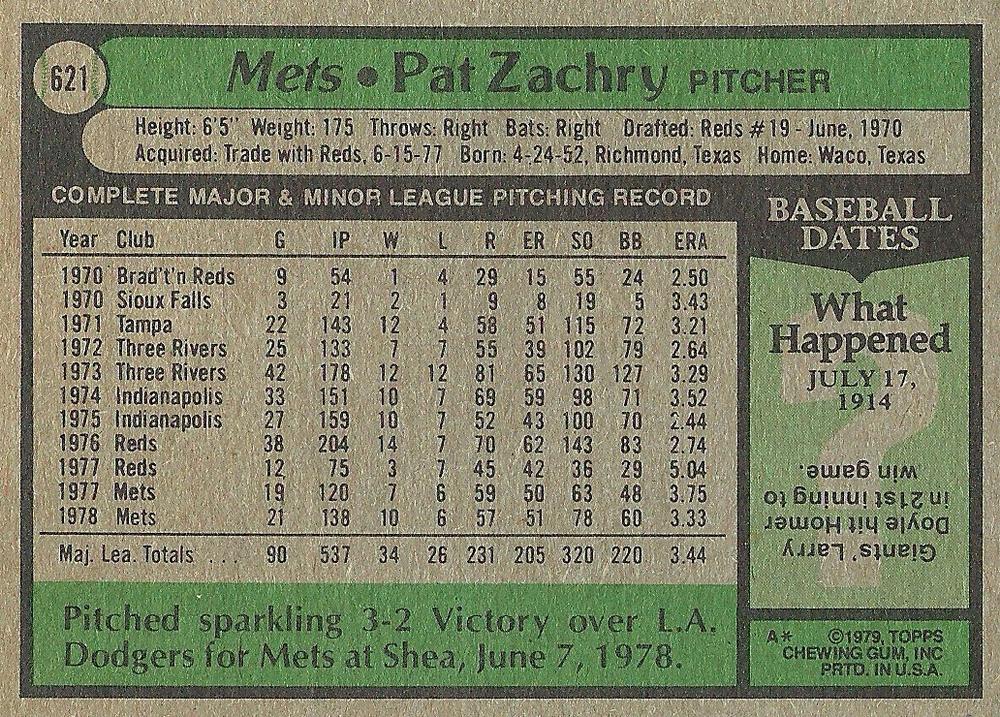 621
Mets • Pat Zachry PITCHER
Height: 6'5" Weight: 175 Throws: Right Bats: Right Drafted: Reds #19 - June, 1970
Acquired: Trade with Reds, 6-15-77 Born: 4-24-52, Richmond, Texas Home: Waco, Texas
COMPLETE MAJOR & MINOR LEAGUE PITCHING RECORD
Year Club G IP W L R ER SO BB ERA
1970 Brad't'n Reds 9 54 1 4 29 15 55 24 2.50
1970 Sioux Falls 3 21 2 1 9 8 19 5 3.43
1971 Tampa 22 143 12 4 58 51 115 72 3.21
1972 Three Rivers 25 133 7 7 55 39 102 79 2.64
1973 Three Rivers 42 178 12 12 81 65 130 127 3.29
1974 Indianapolis 33 151 10 7 69 59 98 71 3.52
1975 Indianapolis 27 159 10 7 52 43 100 70 2.44
1976 Reds 38 204 14 7 70 62 143 83 2.74
1977 Reds 12 75 3 7 45 42 36 29 5.04
1977 Mets 19 120 7 6 59 50 63 48 3.75
1978 Mets 21 138 10 6 57 51 78 60 3.33
Maj. Lea. Totals . . . 90 537 34 26 231 205 320 220 3.44
BASEBALL
DATES
What
Happened
JULY 17,
1914
Giants' Larry
Doyle hit Homer
in 21st inning to
win game.
Pitched sparkling 3-2 Victory over L.A.
Dodgers for Mets at Shea, June 7, 1978.
A* ©1979, TOPPS
CHEWING GUM, INC
PRTD. IN U.S.A.